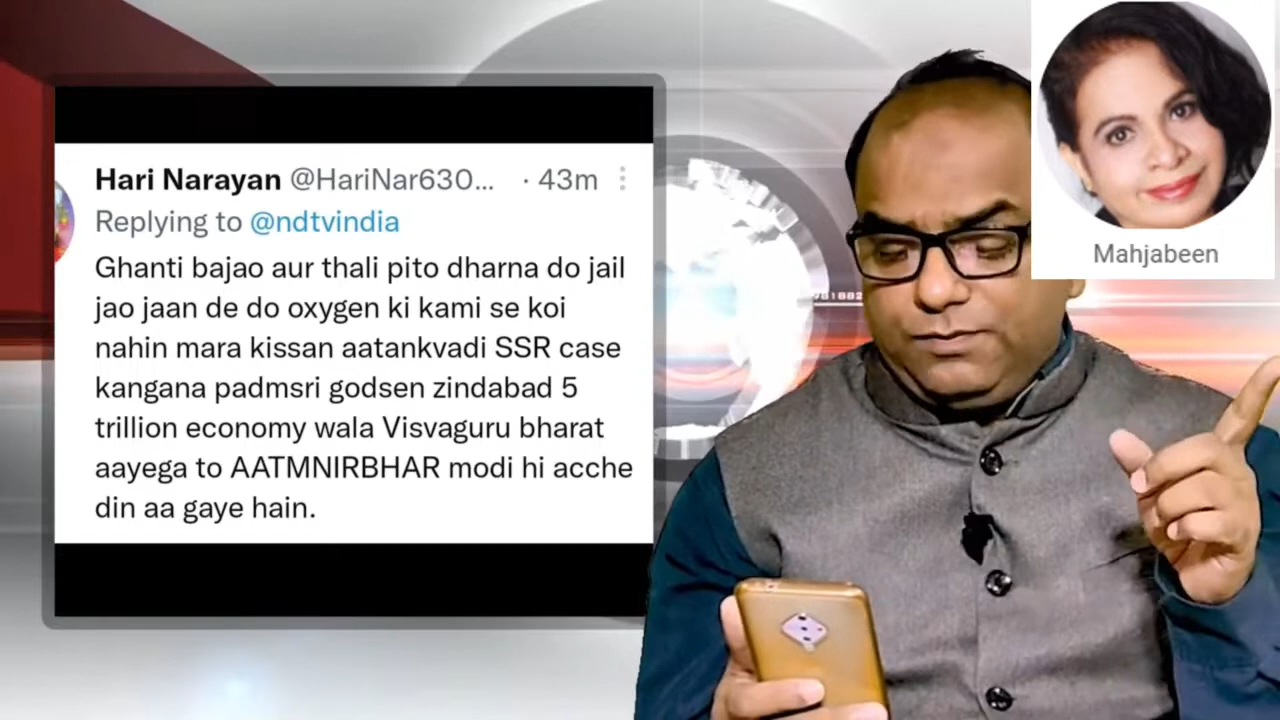 Hari Narayan @HariNar630... · 43m
Replying to @ndtvindia
Ghanti bajao aur thali pito dharna do jail
jao jaan de do oxygen ki kami se koi
nahin mara kissan aatankvadi SSR case
kangana padmsri godsen zindabad 5
trillion economy wala Visvaguru bharat
aayega to AATMNIRBHAR modi hi acche
din aa gaye hain.
Mahjabeen